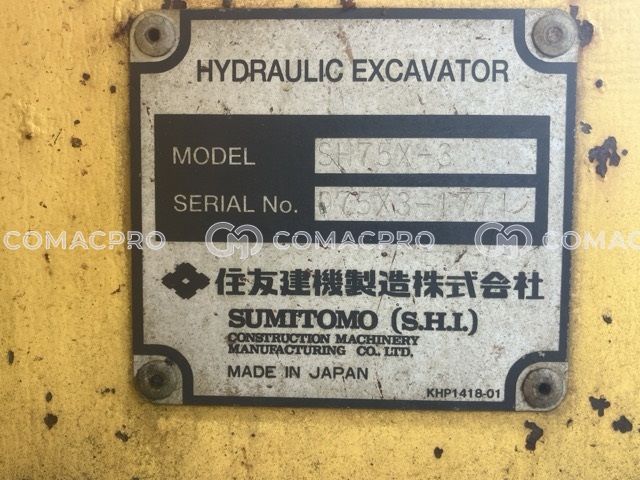 HYDRAULIC EXCAVATOR
MODEL SH75X-3
SERIAL No.
COMACPRO COMACPRO COMACPRO
住友建機製造株式会社
SUMITOMO (S.H.I.)
CONSTRUCTION MACHINERY
MANUFACTURING CO., LTD.
MADE IN JAPAN
KHP1418-01